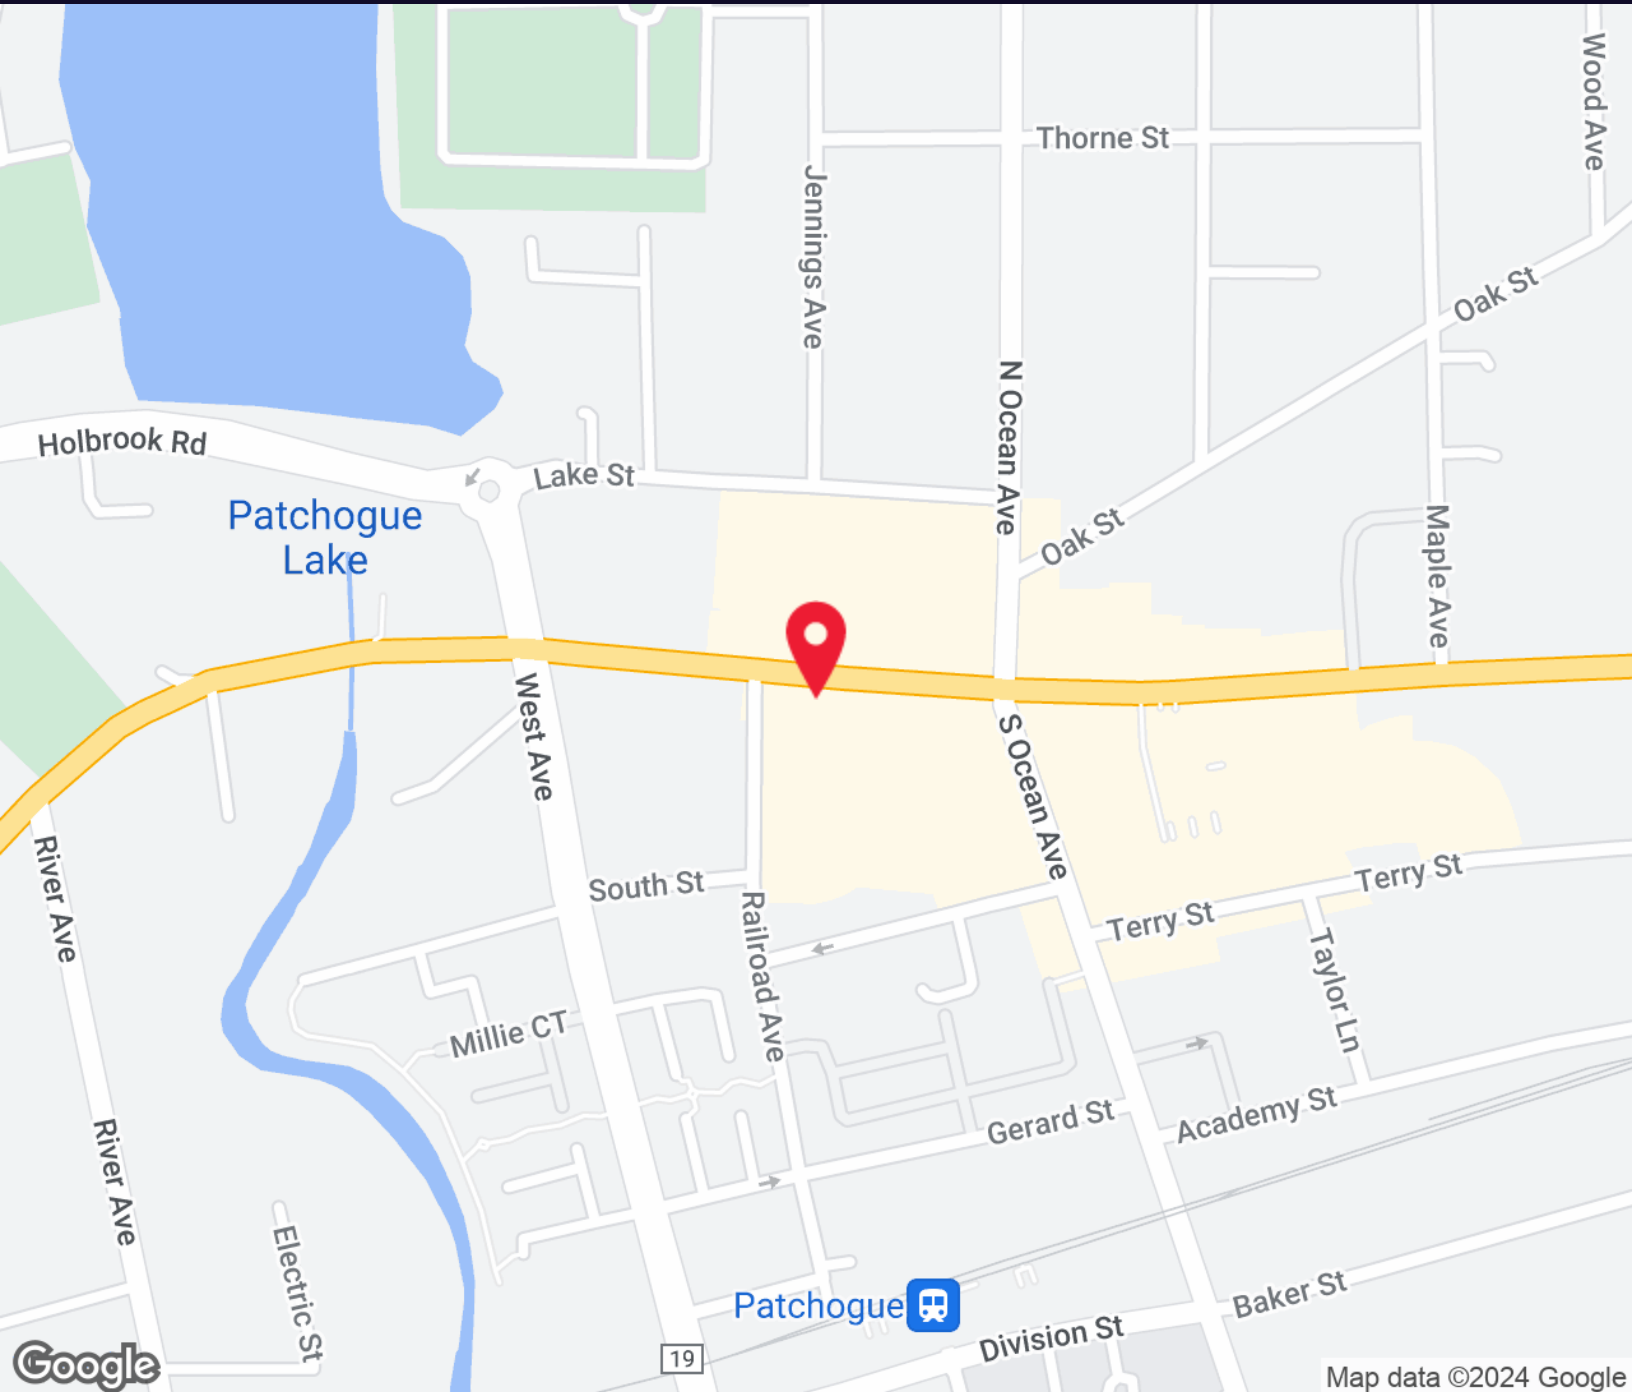 Wood Ave
Thorne St
Jennings Ave
Oak St
N Ocean Ave
Holbrook Rd
Lake St
Patchogue
Lake
Oak St
Maple Ave
West Ave
S Ocean Ave
River Ave
South St
Terry St
Terry St
Railroad Ave
Taylor Ln
Millie CT
Gerard St
Academy St
River Ave
Electric St
Patchogue
Baker St
Division St
19
Google
Map data ©2024 Google